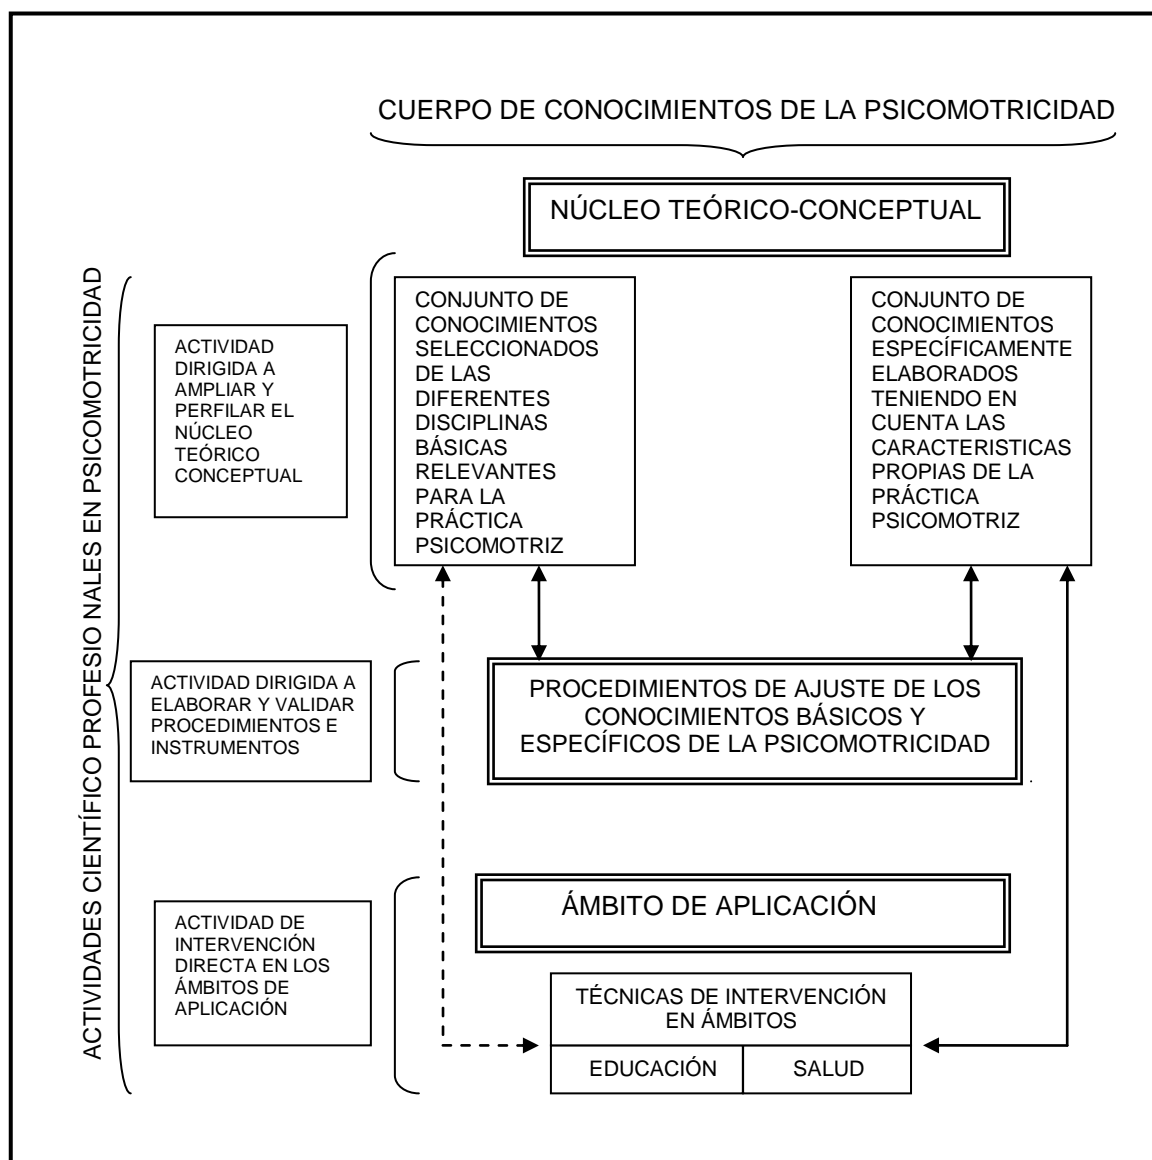 CUERPO DE CONOCIMIENTOS DE LA PSICOMOTRICIDAD
NÚCLEO TEÓRICO-CONCEPTUAL
ACTIVIDADES CIENTÍFICO PROFESIO NALES EN PSICOMOTRICIDAD
ACTIVIDAD
DIRIGIDA A
AMPLIAR Y
PERFILAR EL
NÚCLEO
TEÓRICO
CONCEPTUAL
CONJUNTO DE
CONOCIMIENTOS
SELECCIONADOS
DE LAS
DIFERENTES
DISCIPLINAS
BÁSICAS
RELEVANTES
PARA LA
PRÁCTICA
PSICOMOTRIZ
CONJUNTO DE
CONOCIMIENTOS
ESPECÍFICAMENTE
ELABORADOS
TENIENDO EN
CUENTA LAS
CARACTERISTICAS
PROPIAS DE LA
PRÁCTICA
PSICOMOTRIZ
ACTIVIDAD DIRIGIDA A
ELABORAR Y VALIDAR
PROCEDIMIENTOS E
INSTRUMENTOS
PROCEDIMIENTOS DE AJUSTE DE LOS
CONOCIMIENTOS BÁSICOS Y
ESPECÍFICOS DE LA PSICOMOTRICIDAD
.
ACTIVIDAD DE
INTERVENCIÓN
DIRECTA EN LOS
ÁMBITOS DE
APLICACIÓN
ÁMBITO DE APLICACIÓN
TÉCNICAS DE INTERVENCIÓN
EN ÁMBITOS
EDUCACIÓN
SALUD